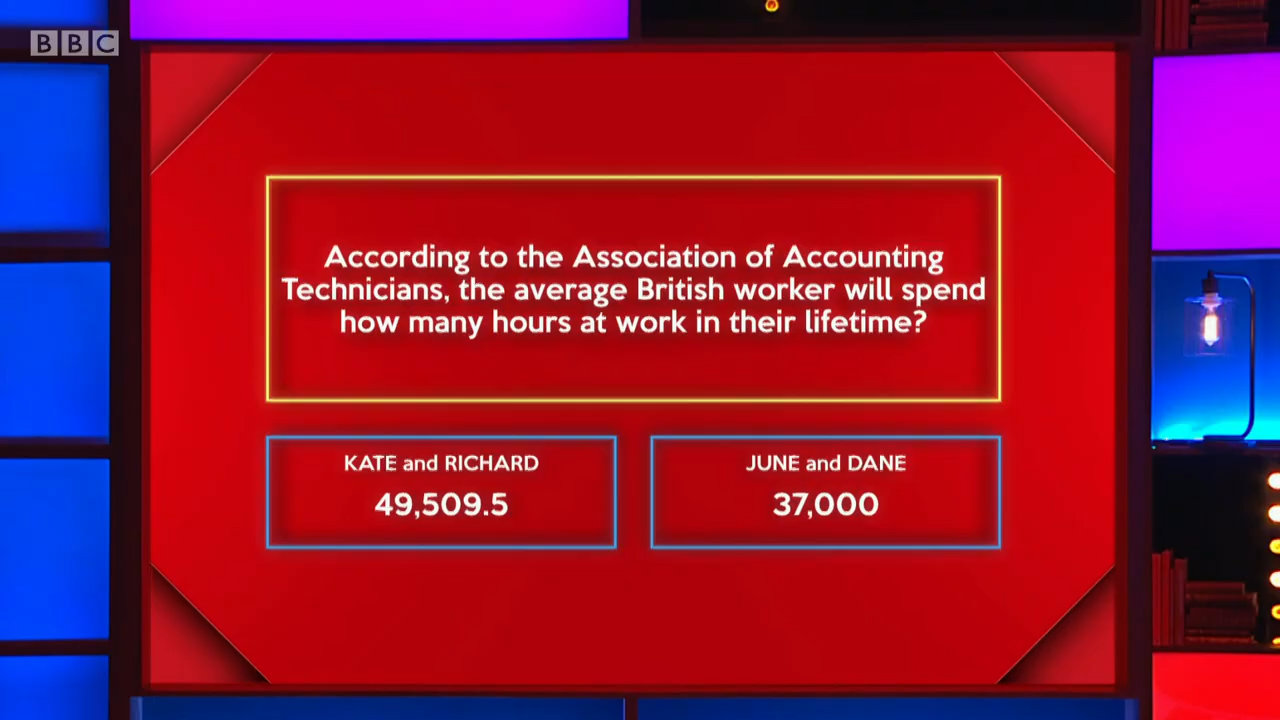 BBC
According to the Association of Accounting
Technicians, the average British worker will spend
how many hours at work in their lifetime?
KATE and RICHARD
49,509.5
JUNE and DANE
37,000